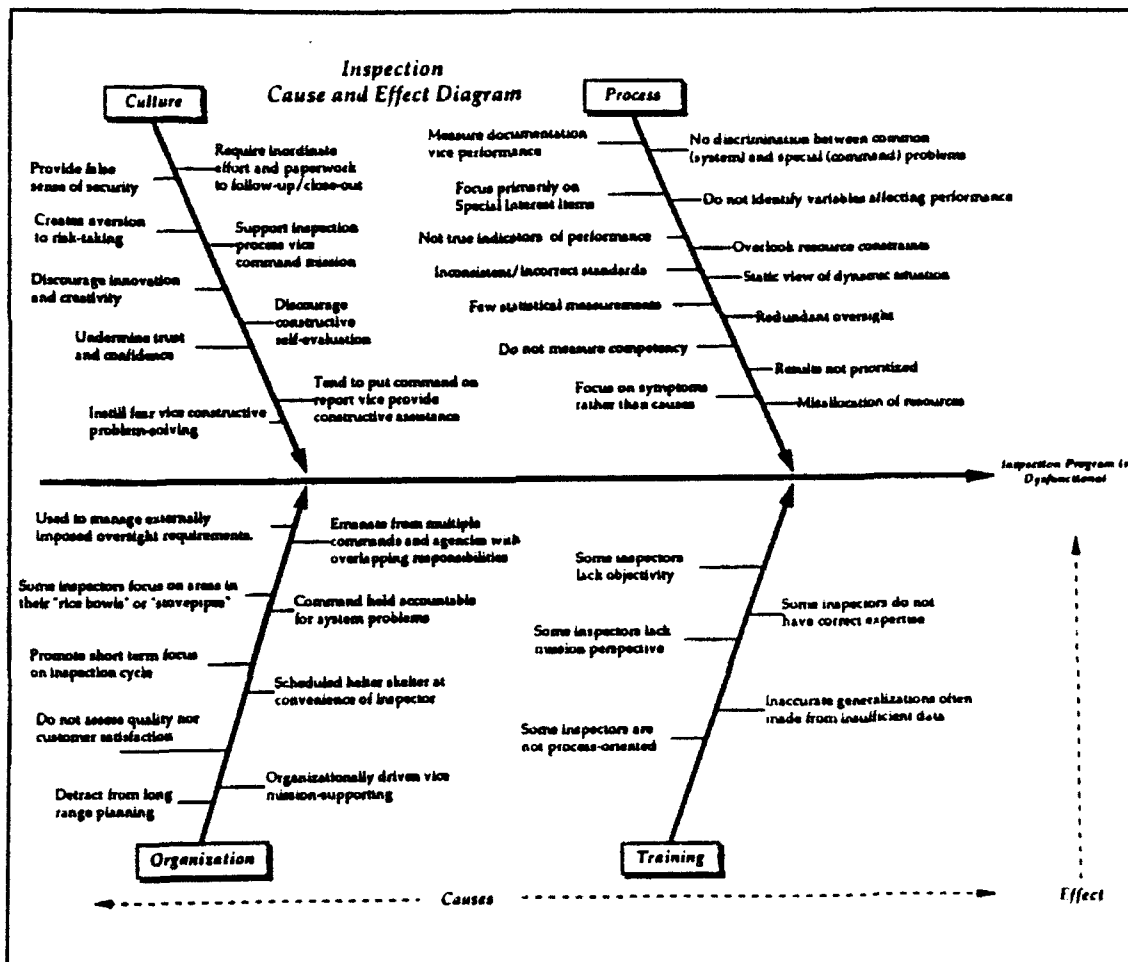 Inspection
Cause and Effect Diagram
Culture
Provide false
sense of security
Require inordinate
effort and paperwork
to follow-up/close-out
Creates aversion
to risk-taking
Support inspection
process vice
command mission
Discourage innovation
and creativity
Discourage
constructive
self-evaluation
Undermine trust
and confidence
Tend to put command on
report vice provide
constructive assistance
Instill fear vice constructive
problem-solving
Process
Measure documentation
vice performance
No discrimination between common
(system) and special (command) problems
Focus primarily on
Special Interest Items
Do not identify variables affecting performance
Not true indicators of performance
Overlook resource constraints
Inconsistent/Incorrect standards
Static view of dynamic situation
Few statistical measurements
Redundant oversight
Do not measure competency
Results not prioritized
Focus on symptoms
rather than causes
Misallocation of resources
Inspection Program is
Dysfunctional
Used to manage externally
imposed oversight requirements.
Emanate from multiple
commands and agencies with
overlapping responsibilities
Some inspectors focus on areas in
their "rice bowls" or "stovepipes"
Command held accountable
for system problems
Promote short term focus
on inspection cycle
Scheduled helter skelter at
convenience of inspector
Do not assess quality nor
customer satisfaction
Organizationally driven vice
mission-supporting
Detract from long
range planning
Organization
Some inspectors
lack objectivity
Some inspectors do not
have correct expertise
Some inspectors lack
mission perspective
Inaccurate generalizations often
made from insufficient data
Some inspectors are
not process-oriented
Training
Causes
Effect